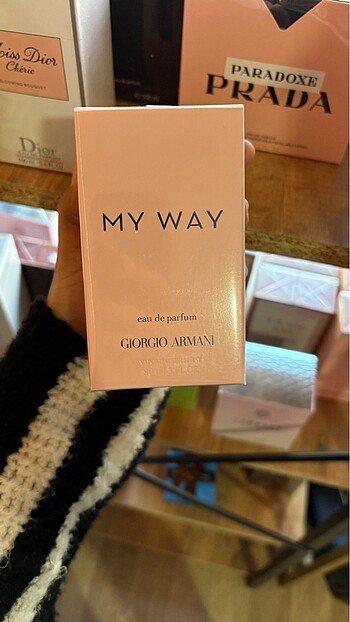 Miss Dior
Chérie
Dior
PARADOXE
PRADA
MY WAY
eau de parfum
GIORGIO ARMANI